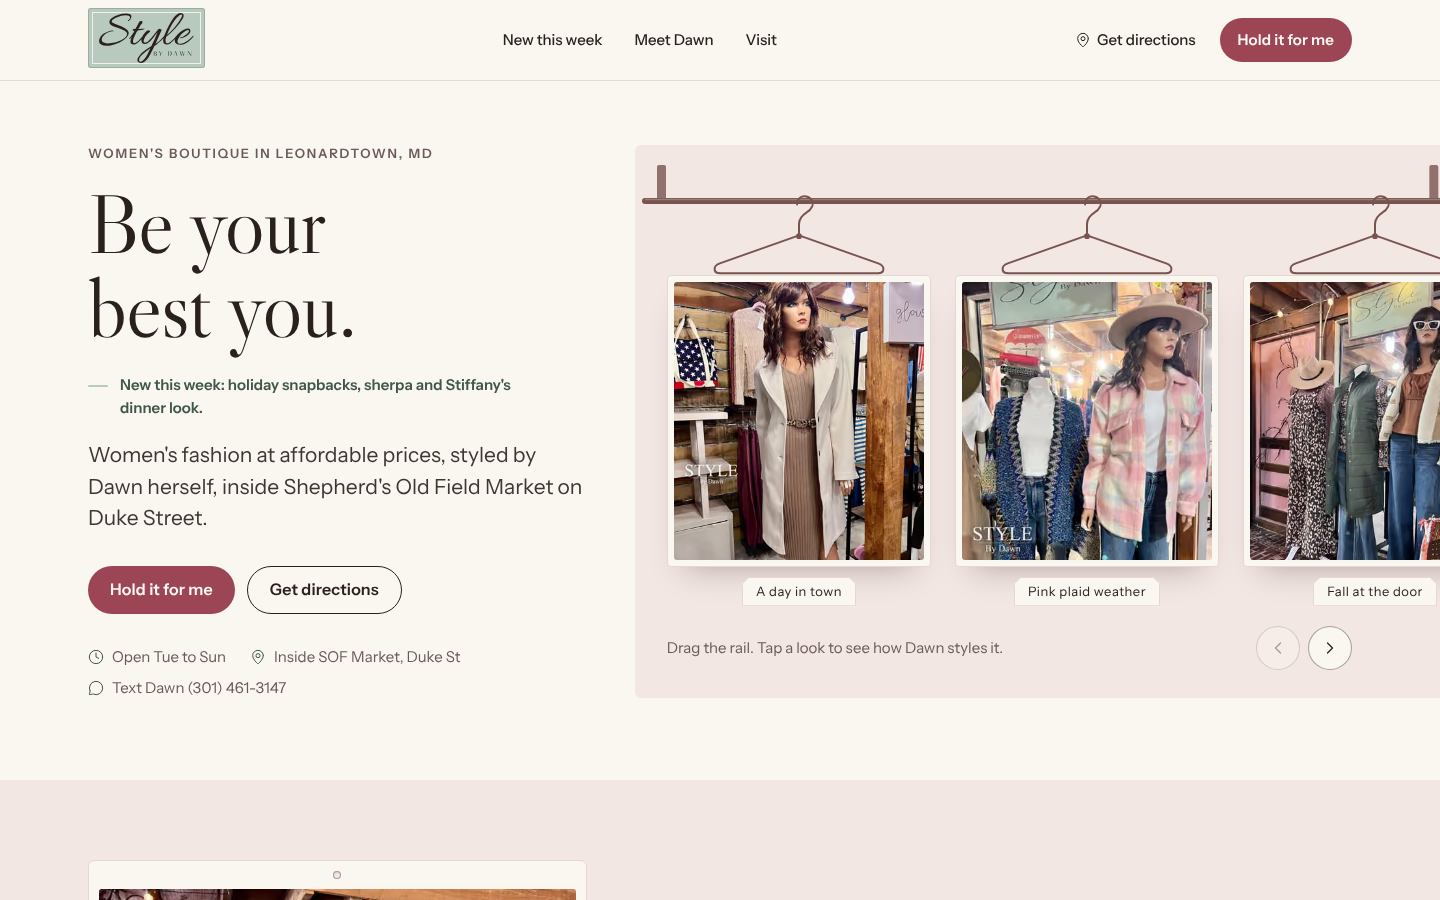 Style
BY DAWN
New this week
Meet Dawn
Visit
Get directions
Hold it for me
WOMEN'S BOUTIQUE IN LEONARDTOWN, MD
Be your
best you.
New this week: holiday snapbacks, sherpa and Stiffany's
dinner look.
Women's fashion at affordable prices, styled by
Dawn herself, inside Shepherd's Old Field Market on
Duke Street.
Hold it for me
Get directions
Open Tue to Sun
Inside SOF Market, Duke St
Text Dawn (301) 461-3147
STYLE
By Dawn
STYLE
By Dawn
By Dawn
Style
A day in town
Pink plaid weather
Fall at the door
Drag the rail. Tap a look to see how Dawn styles it.